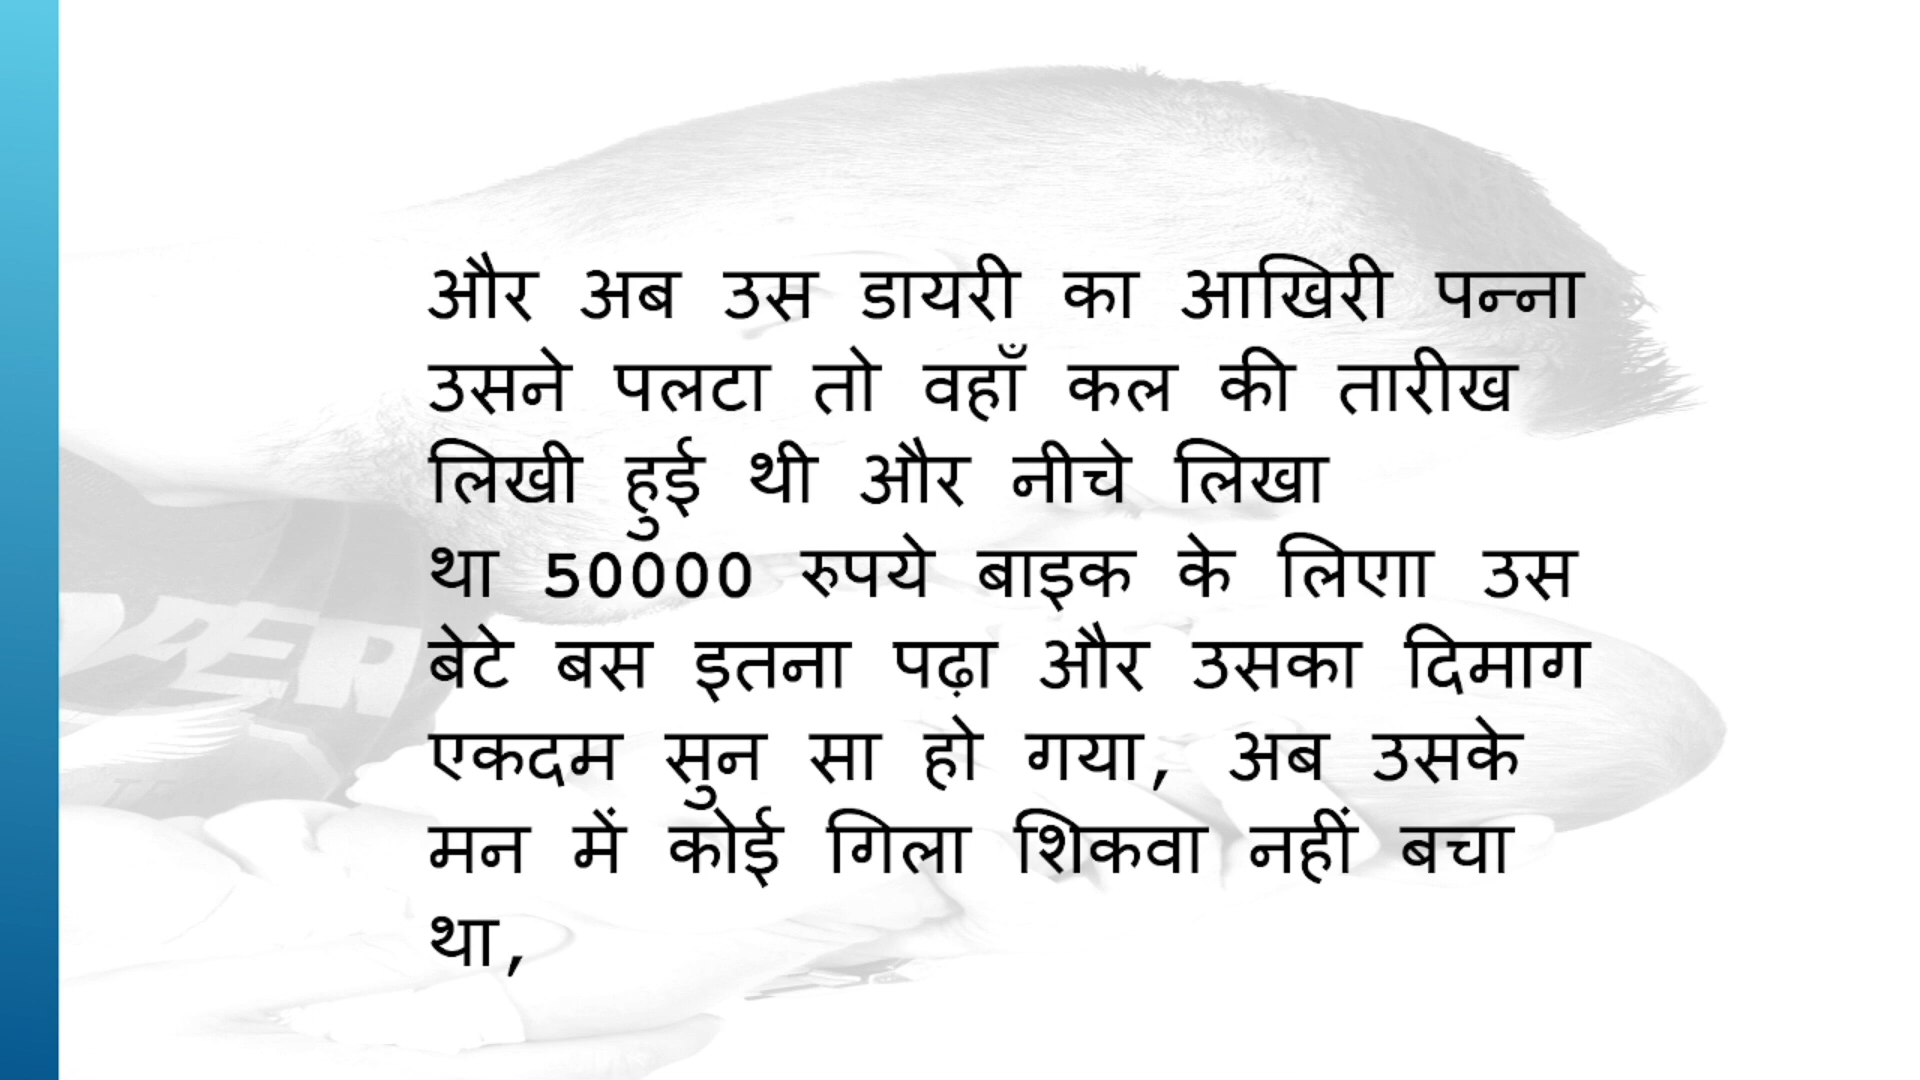 और अब उस डायरी का आखिरी पन्ना
उसने पलटा तो वहाँ कल की तारीख
लिखी हुई थी और नीचे लिखा
था 50000 रुपये बाइक के लिएाा उस
बेटे बस इतना पढ़ा और उसका दिमाग
एकदम सुन सा हो गया, अब उसके
मन में कोई गिला शिकवा नहीं बचा
था,